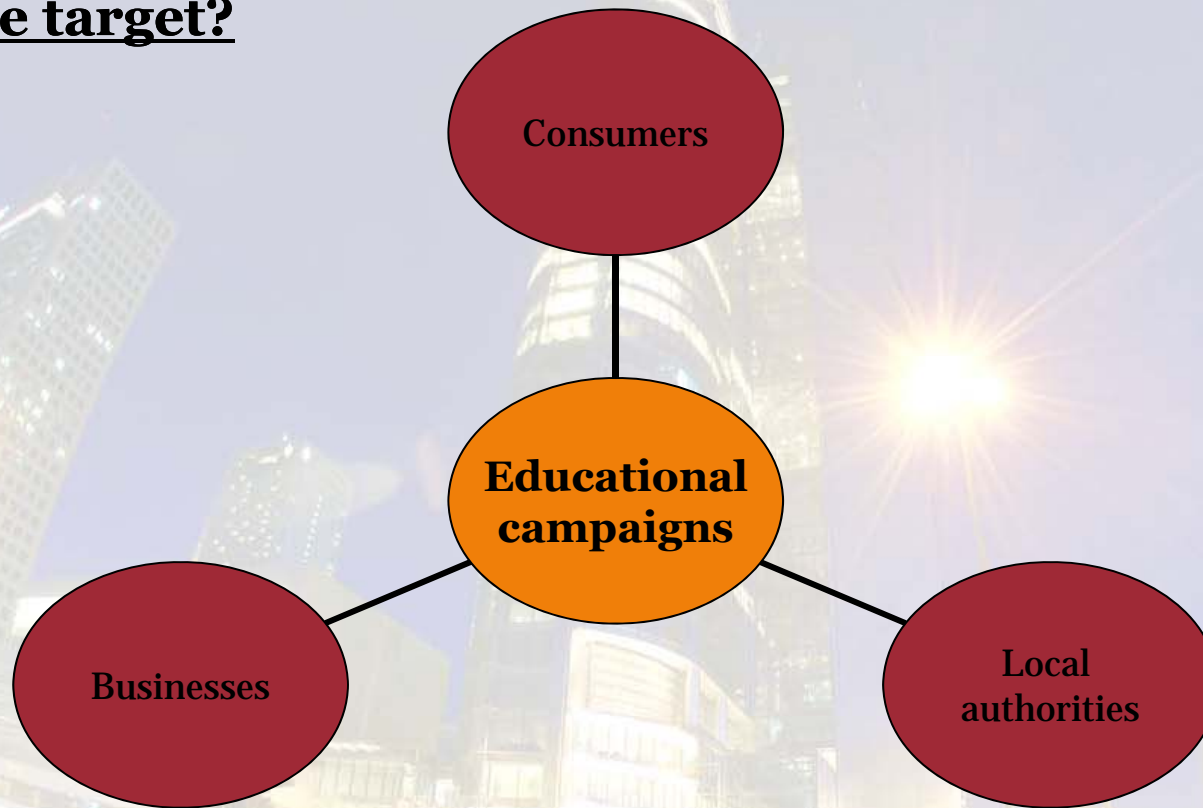 e target?
Consumers
Educational
campaigns
Businesses
Local
authorities